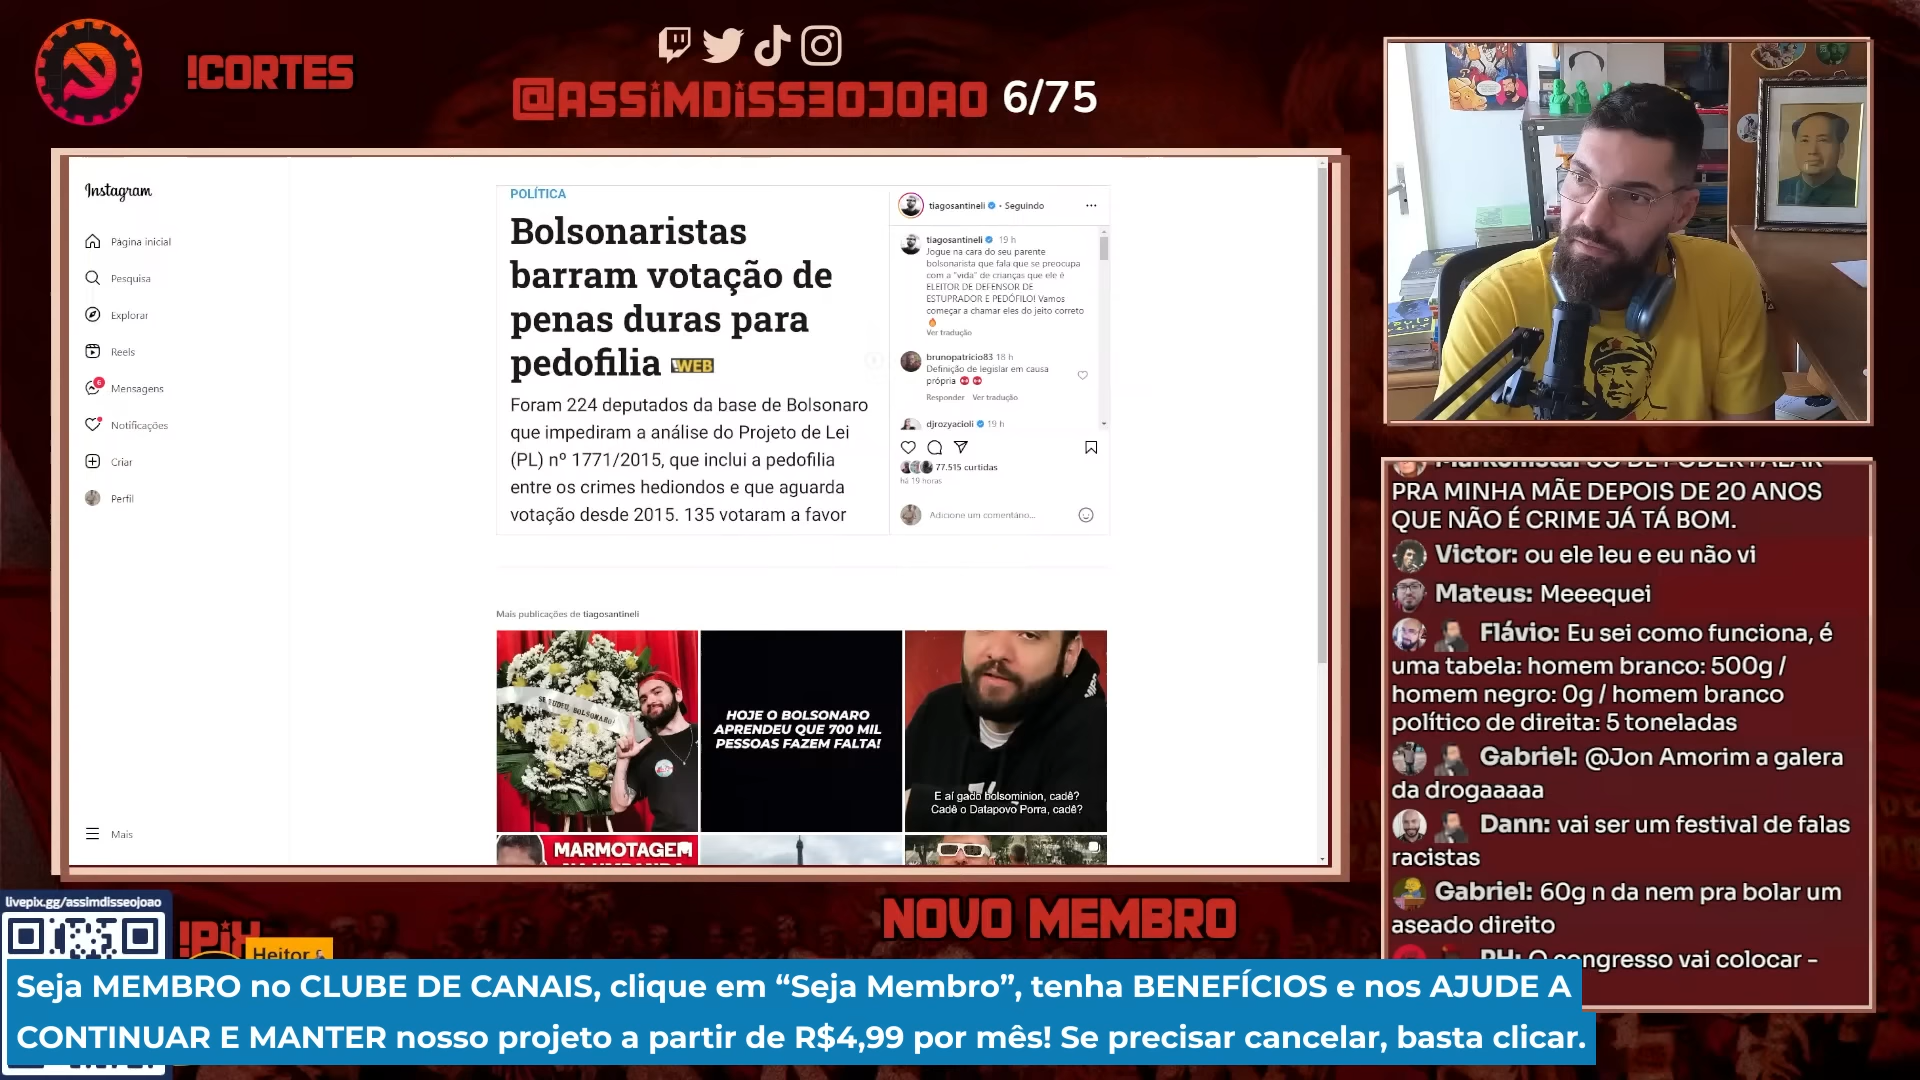 !CORTES
@ASSIMDISSEOJOAO 6/75
Instagram
Página inicial
Pesquisa
Explorar
Reels
6
Mensagens
Notificações
Criar
Perfil
Mais
POLÍTICA
Bolsonaristas
barram votação de
penas duras para
pedofilia WEB
Foram 224 deputados da base de Bolsonaro
que impediram a análise do Projeto de Lei
(PL) nº 1771/2015, que inclui a pedofilia
entre os crimes hediondos e que aguarda
votação desde 2015. 135 votaram a favor
tiagosantineli • Seguindo
tiagosantineli 19 h
Jogue na cara do seu parente
bolsonarista que fala que se preocupa
com a "vida" de crianças que ele é
ELEITOR DE DEFENSOR DE
ESTUPRADOR E PEDÓFILO! Vamos
começar a chamar eles do jeito correto
🔥
Ver tradução
brunopatricio83 18 h
Definição de legislar em causa
própria
Responder Ver tradução
djrozyacioli 19 h
77.515 curtidas
há 19 horas
Adicione um comentário...
Mais publicações de tiagosantineli
SE FUDEU BOLSONARO!
HOJE O BOLSONARO
APRENDEU QUE 700 MIL
PESSOAS FAZEM FALTA!
E aí gado bolsominion, cadê?
Cadê o Datapovo Porra, cadê?
MARMOTAGEM
PRA MINHA MÃE DEPOIS DE 20 ANOS
QUE NÃO É CRIME JÁ TÁ BOM.
Victor: ou ele leu e eu não vi
Mateus: Meeequei
Flávio: Eu sei como funciona, é
uma tabela: homem branco: 500g /
homem negro: 0g / homem branco
político de direita: 5 toneladas
Gabriel: @Jon Amorim a galera
da drogaaaaa
Dann: vai ser um festival de falas
racistas
Gabriel: 60g n da nem pra bolar um
aseado direito
PH: O congresso vai colocar -
livepix.gg/assimdisseojoao
!PIX
Heitor
NOVO MEMBRO
Seja MEMBRO no CLUBE DE CANAIS, clique em “Seja Membro”, tenha BENEFÍCIOS e nos AJUDE A
CONTINUAR E MANTER nosso projeto a partir de R$4,99 por mês! Se precisar cancelar, basta clicar.